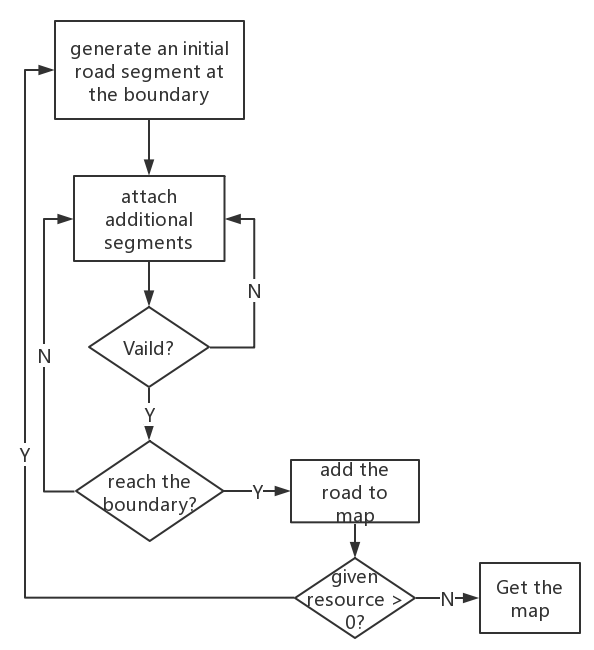 generate an initial
road segment at
the boundary
attach
additional
segments
N
Vaild?
N
Y
Y
reach the
boundary?
Y
add the
road to
map
given
resource >
0?
N
Get the
map